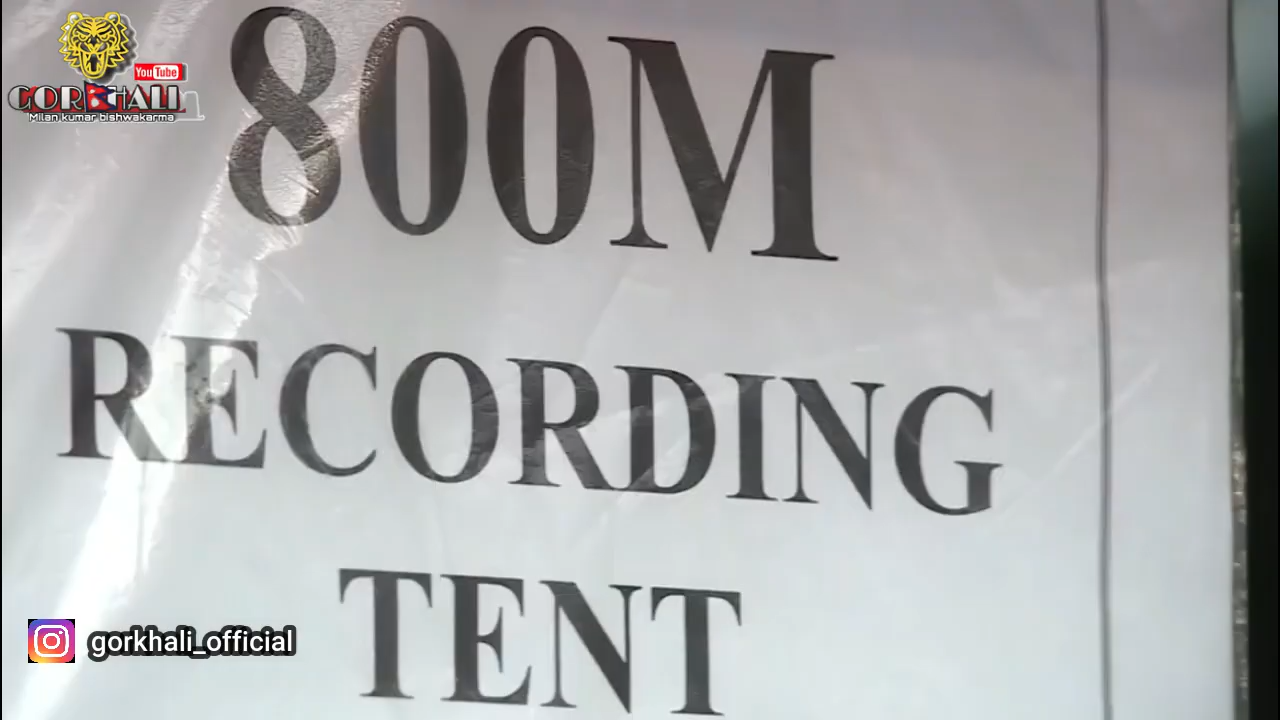 YouTube
GORKHALI
Milan kumar bishwakarma
800M
RECORDING
TENT
gorkhali_official